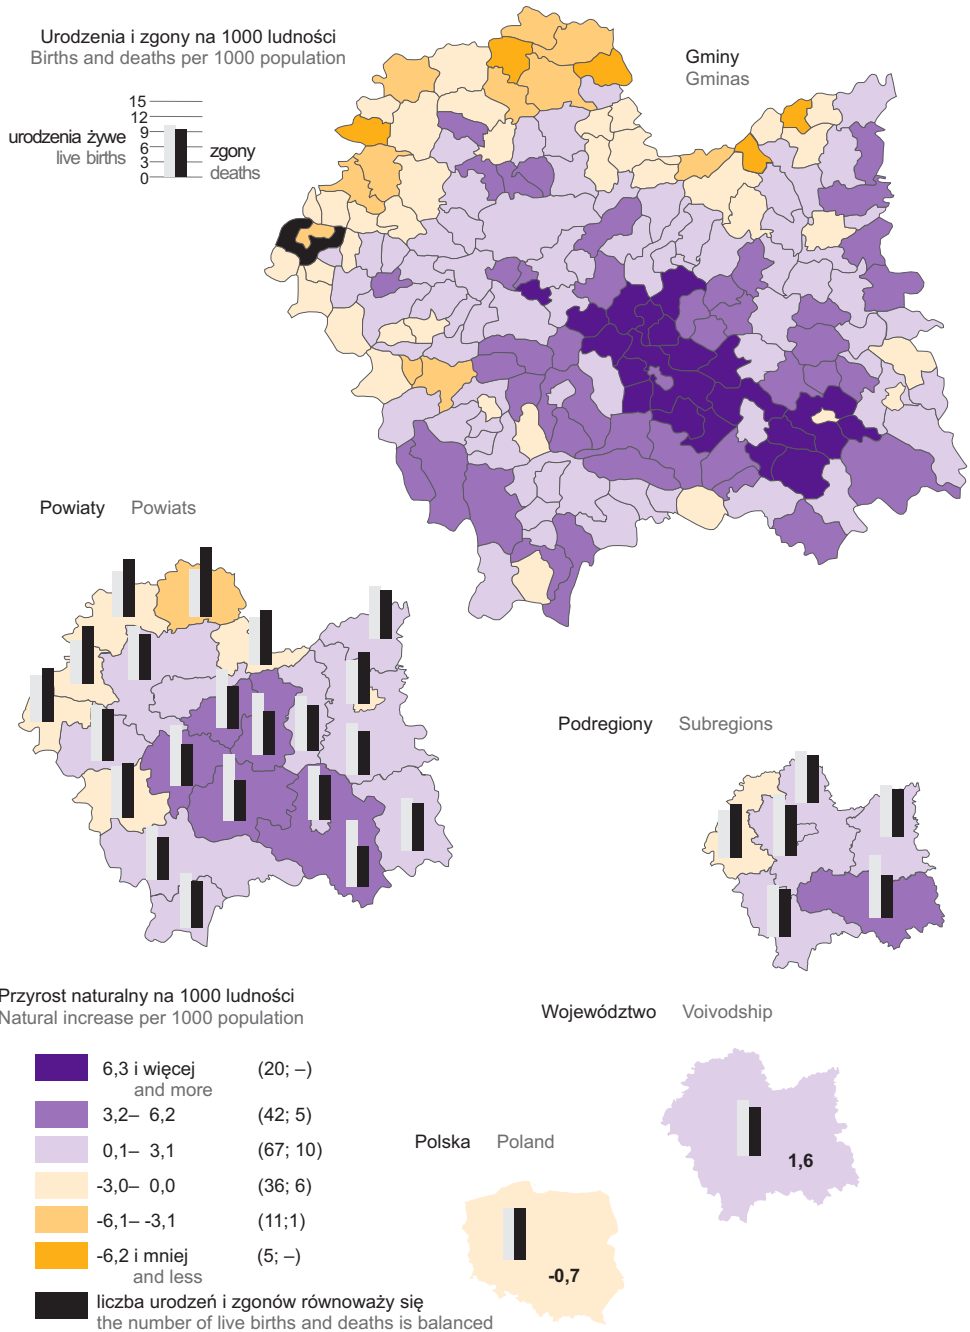 Urodzenia i zgony na 1000 ludności
Births and deaths per 1000 population
15
12
9
6
3
0
urodzenia żywe
live births
zgony
deaths
Gminy
Gminas
Powiaty Powiats
Podregiony Subregions
Przyrost naturalny na 1000 ludności
Natural increase per 1000 population
6,3 i więcej (20; –)
and more
3,2– 6,2 (42; 5)
0,1– 3,1 (67; 10)
-3,0– 0,0 (36; 6)
-6,1– -3,1 (11;1)
-6,2 i mniej (5; –)
and less
liczba urodzeń i zgonów równoważy się
the number of live births and deaths is balanced
Województwo Voivodship
1,6
Polska Poland
-0,7